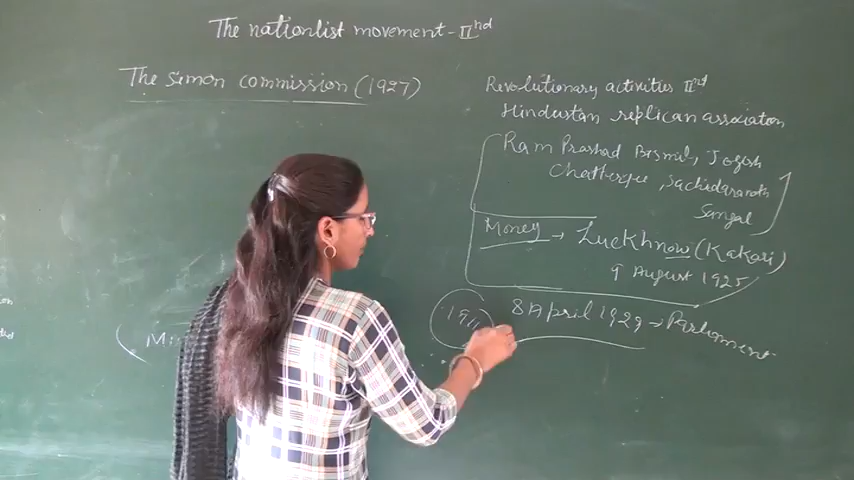 The nationlist movement - IInd
The Simon commission (1927)
Revolutionary activities IInd
Hindustan replican association
Ram Prashad Bismil, Jogesh
Chatterjee, Sachidaranath
Sangal
Money → Lucknow (Kakori)
9 August 1925
8 April 1929 → Parliament